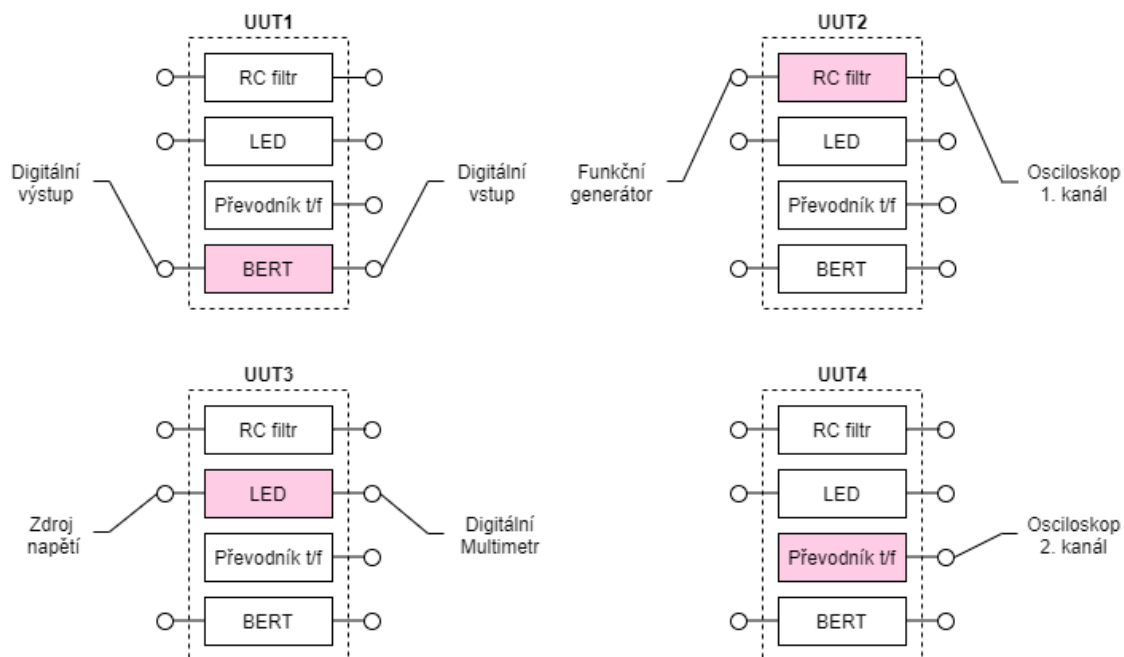 UUT1
RC filtr
LED
Převodník t/f
BERT
Digitální
výstup
Digitální
vstup
UUT2
RC filtr
LED
Převodník t/f
BERT
Funkční
generátor
Osciloskop
1. kanál
UUT3
RC filtr
LED
Převodník t/f
BERT
Zdroj
napětí
Digitální
Multimetr
UUT4
RC filtr
LED
Převodník t/f
BERT
Osciloskop
2. kanál